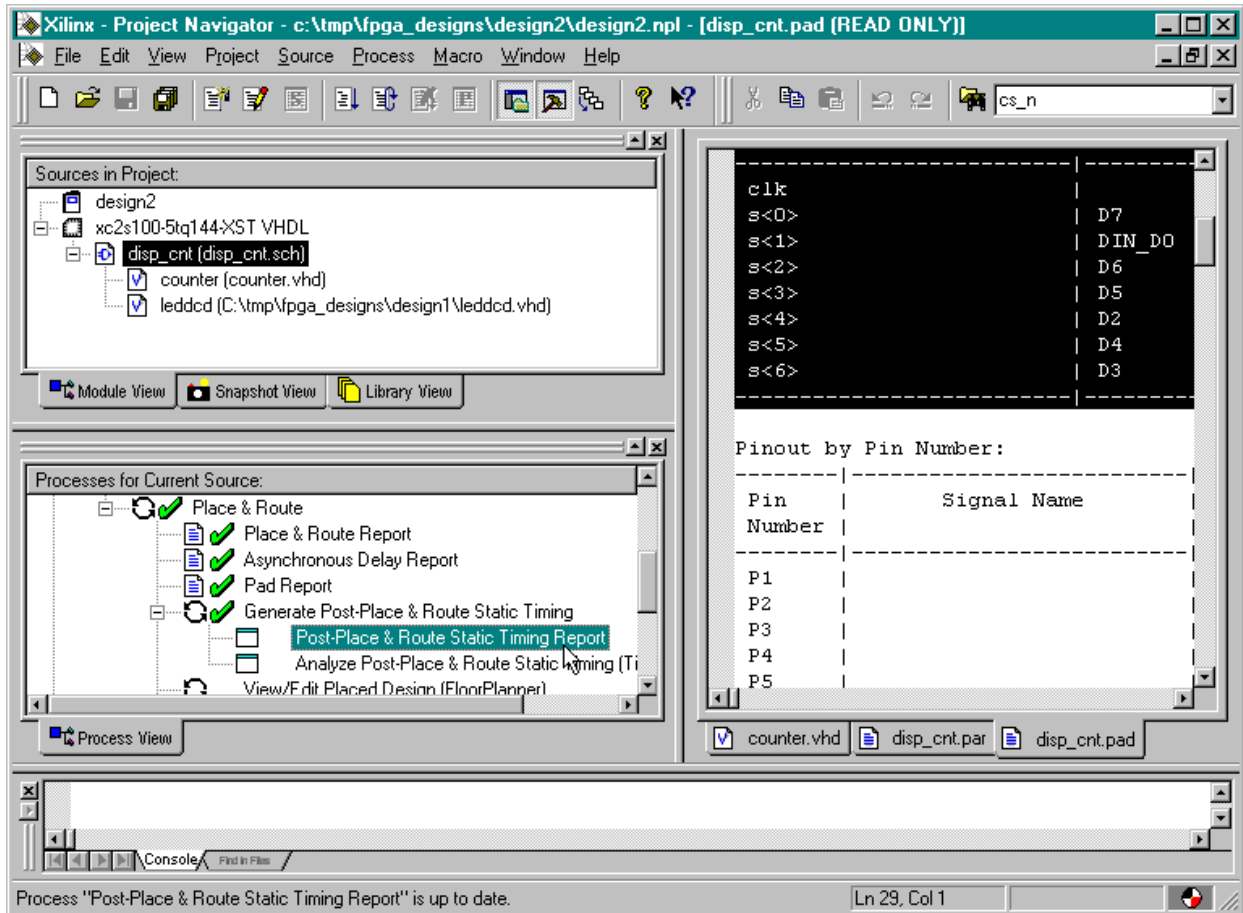 Xilinx - Project Navigator - c:\tmp\fpga_designs\design2\design2.npl - [disp_cnt.pad (READ ONLY)]
File Edit View Project Source Process Macro Window Help
cs_n
Sources in Project:
design2
xc2s100-5tq144-XST VHDL
disp_cnt (disp_cnt.sch)
counter (counter.vhd)
leddcd (C:\tmp\fpga_designs\design1\leddcd.vhd)
Module View Snapshot View Library View
Processes for Current Source:
Place & Route
Place & Route Report
Asynchronous Delay Report
Pad Report
Generate Post-Place & Route Static Timing
Post-Place & Route Static Timing Report
Analyze Post-Place & Route Static Timing (Ti
View/Edit Placed Design (FloorPlanner)
Process View
---------------------------|---------
clk |
s<0> | D7
s<1> | DIN_D0
s<2> | D6
s<3> | D5
s<4> | D2
s<5> | D4
s<6> | D3
---------------------------|---------
Pinout by Pin Number:
--------|---------------------------|
Pin | Signal Name |
Number | |
--------|---------------------------|
P1 | |
P2 | |
P3 | |
P4 | |
P5 |
counter.vhd disp_cnt.par disp_cnt.pad
Console Find in Files
Process "Post-Place & Route Static Timing Report" is up to date. Ln 29, Col 1